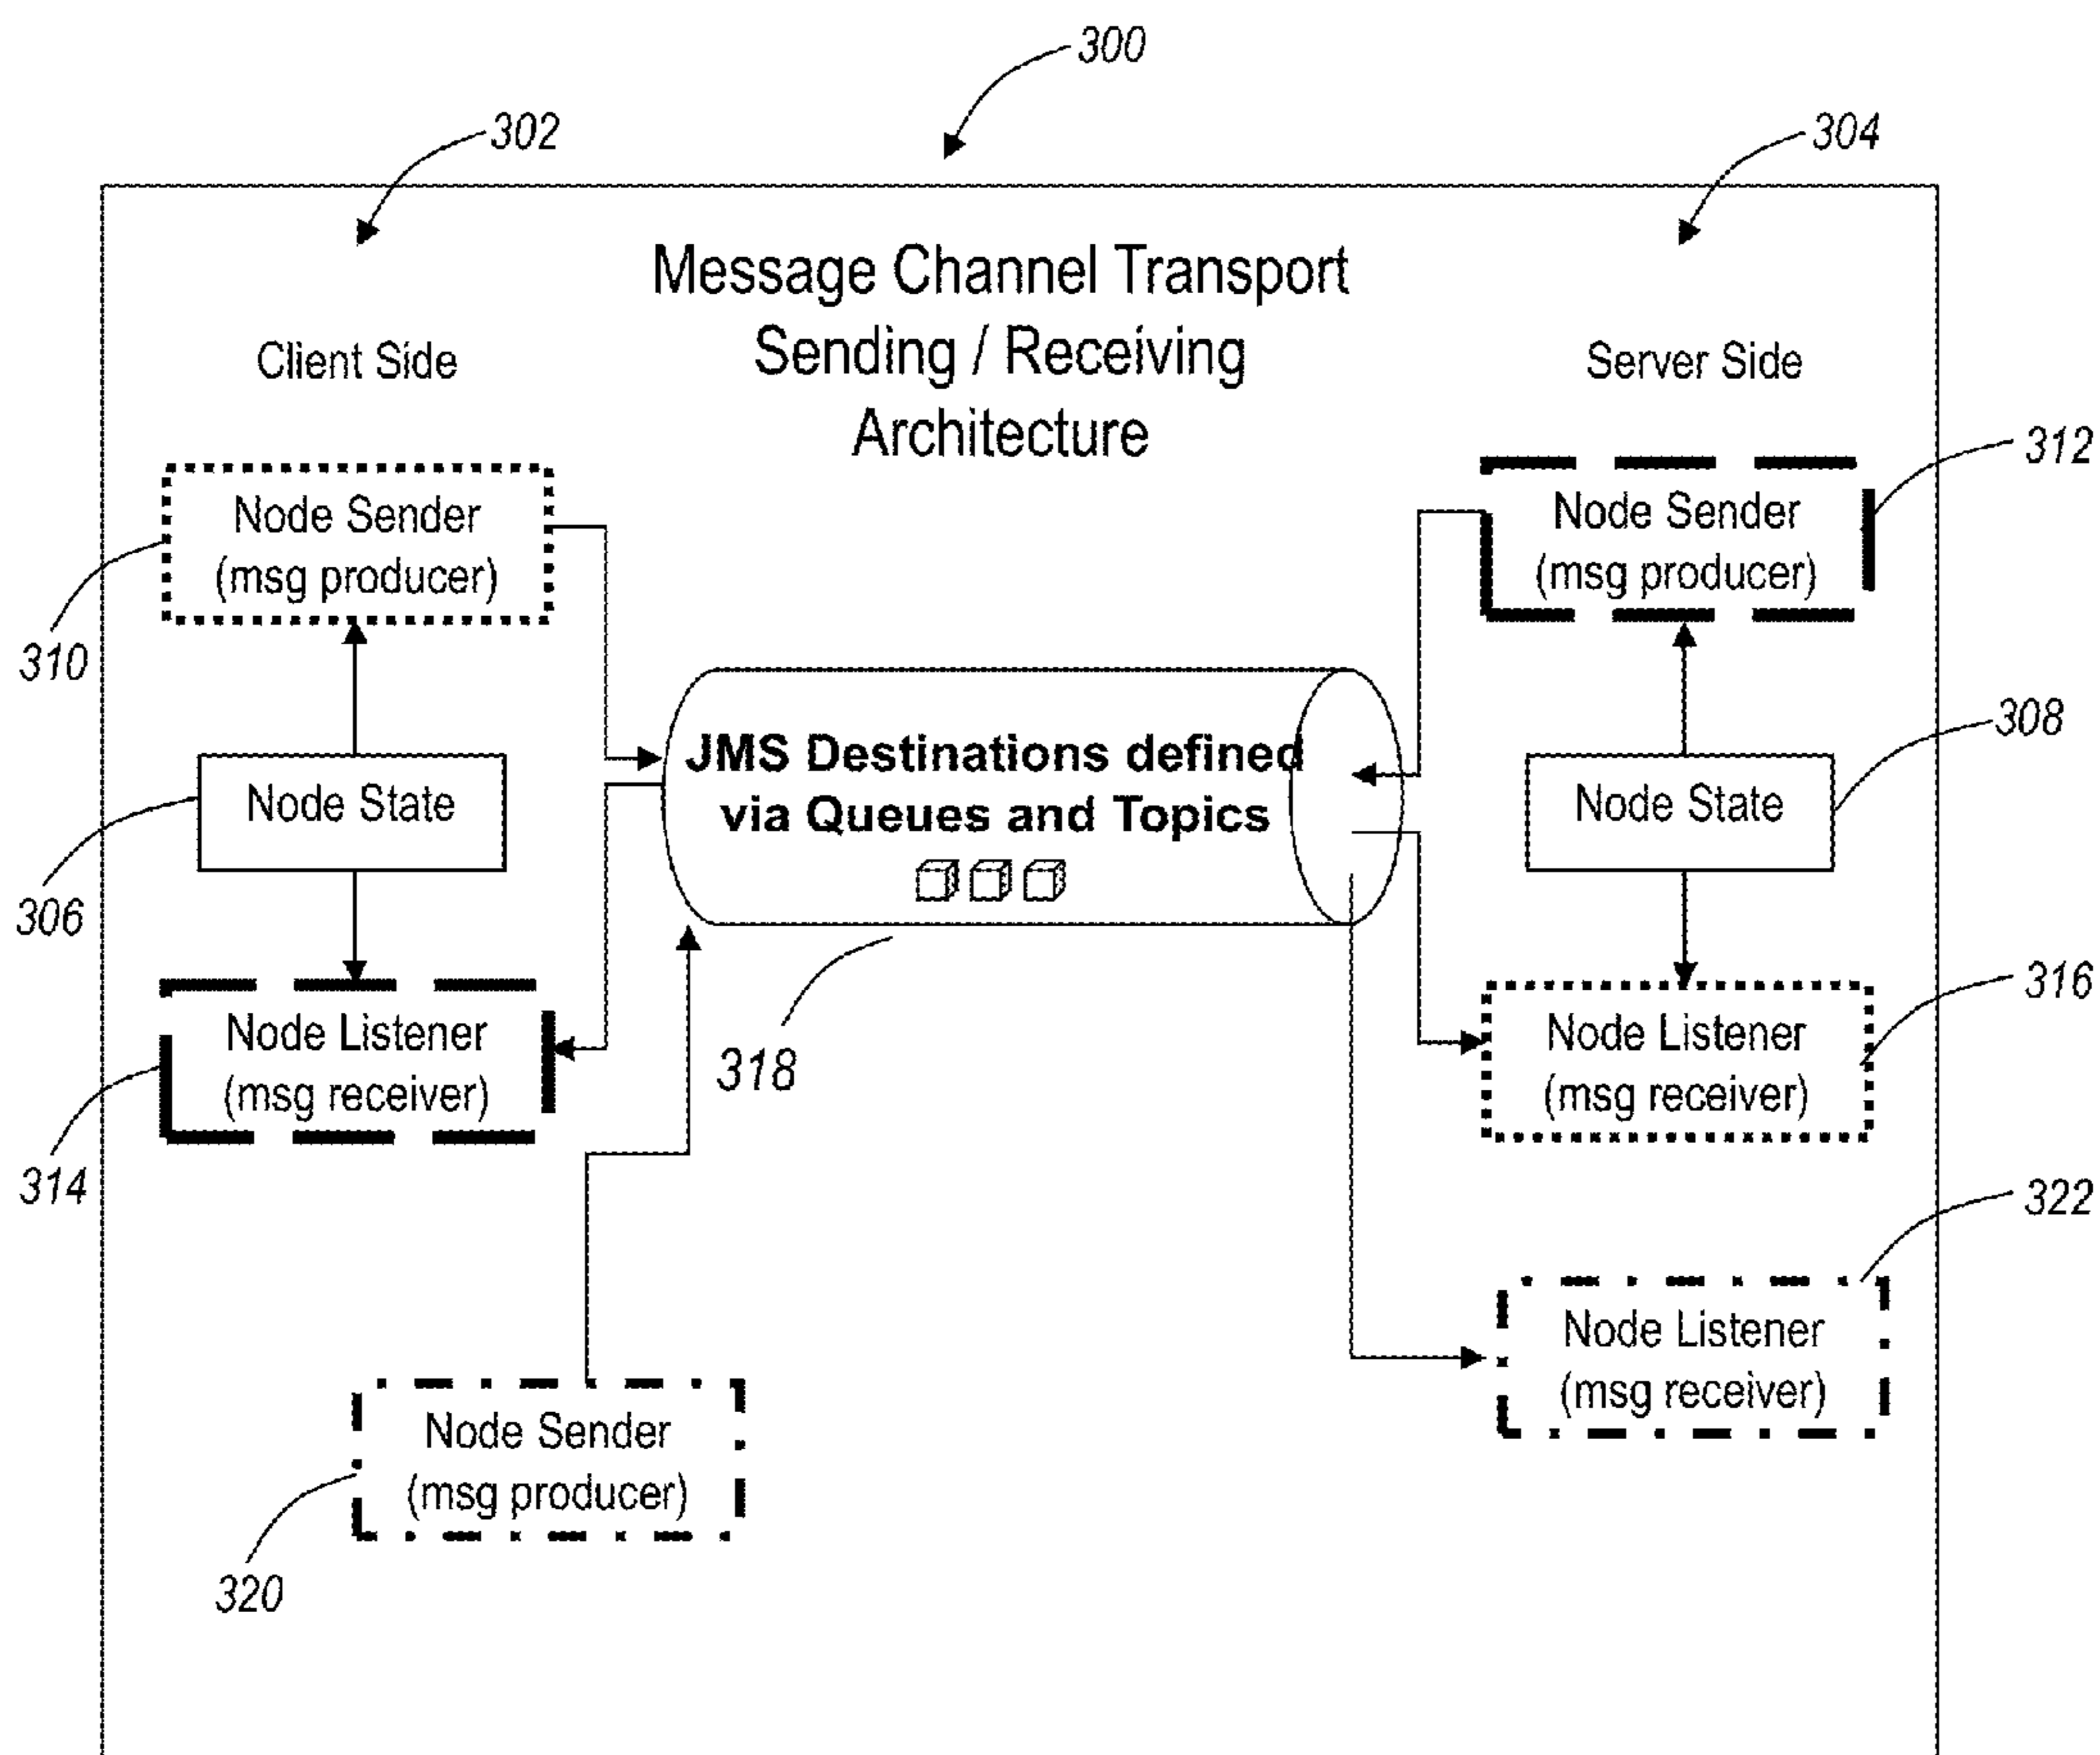 300
302
304
Message Channel Transport
Sending / Receiving
Architecture
Client Side
Server Side
312
Node Sender
(msg producer)
Node Sender
(msg producer)
310
308
JMS Destinations defined
via Queues and Topics
Node State
Node State
306
316
Node Listener
(msg receiver)
318
Node Listener
(msg receiver)
314
322
Node Listener
(msg receiver)
Node Sender
(msg producer)
320